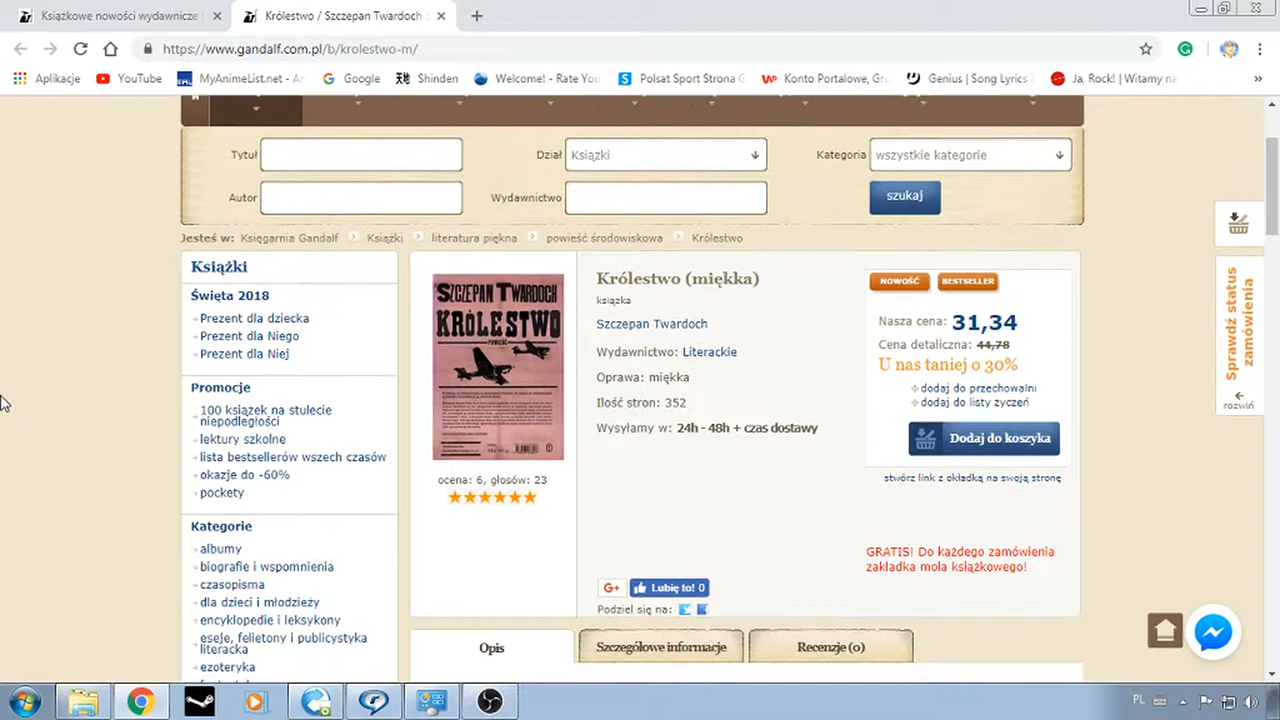 Książkowe nowości wydawnicze
Królestwo / Szczepan Twardoch
https://www.gandalf.com.pl/b/krolestwo-m/
Aplikacje YouTube MyAnimeList.net - An Google Shinden Welcome! - Rate You Polsat Sport Strona G Konto Portalowe, Gr Genius | Song Lyrics Ja, Rock! | Witamy na »
Tytuł Dział Książki Kategoria wszystkie kategorie
Autor Wydawnictwo szukaj
Jesteś w: Księgarnia Gandalf Książki literatura piękna powieść środowiskowa Królestwo
Książki
Święta 2018
Prezent dla dziecka
Prezent dla Niego
Prezent dla Niej
Promocje
100 książek na stulecie
niepodległości
lektury szkolne
lista bestsellerów wszech czasów
okazje do -60%
pockety
Kategorie
albumy
biografie i wspomnienia
czasopisma
dla dzieci i młodzieży
encyklopedie i leksykony
eseje, felietony i publicystyka
literacka
ezoteryka
SZCZEPAN TWARDOCH
KRÓLESTWO
POWIEŚĆ
ocena: 6, głosów: 23
Królestwo (miękka)
książka
Szczepan Twardoch
Wydawnictwo: Literackie
Oprawa: miękka
Ilość stron: 352
Wysyłamy w: 24h - 48h + czas dostawy
G+ Lubię to! 0
Podziel się na:
NOWOŚĆ BESTSELLER
Nasza cena: 31,34
Cena detaliczna: 44,78
U nas taniej o 30%
dodaj do przechowalni
dodaj do listy życzeń
Dodaj do koszyka
stwórz link z okładką na swoją stronę
GRATIS! Do każdego zamówienia
zakładka mola książkowego!
Sprawdź status
zamówienia
rozwiń
Opis Szczegółowe informacje Recenzje (0)
PL